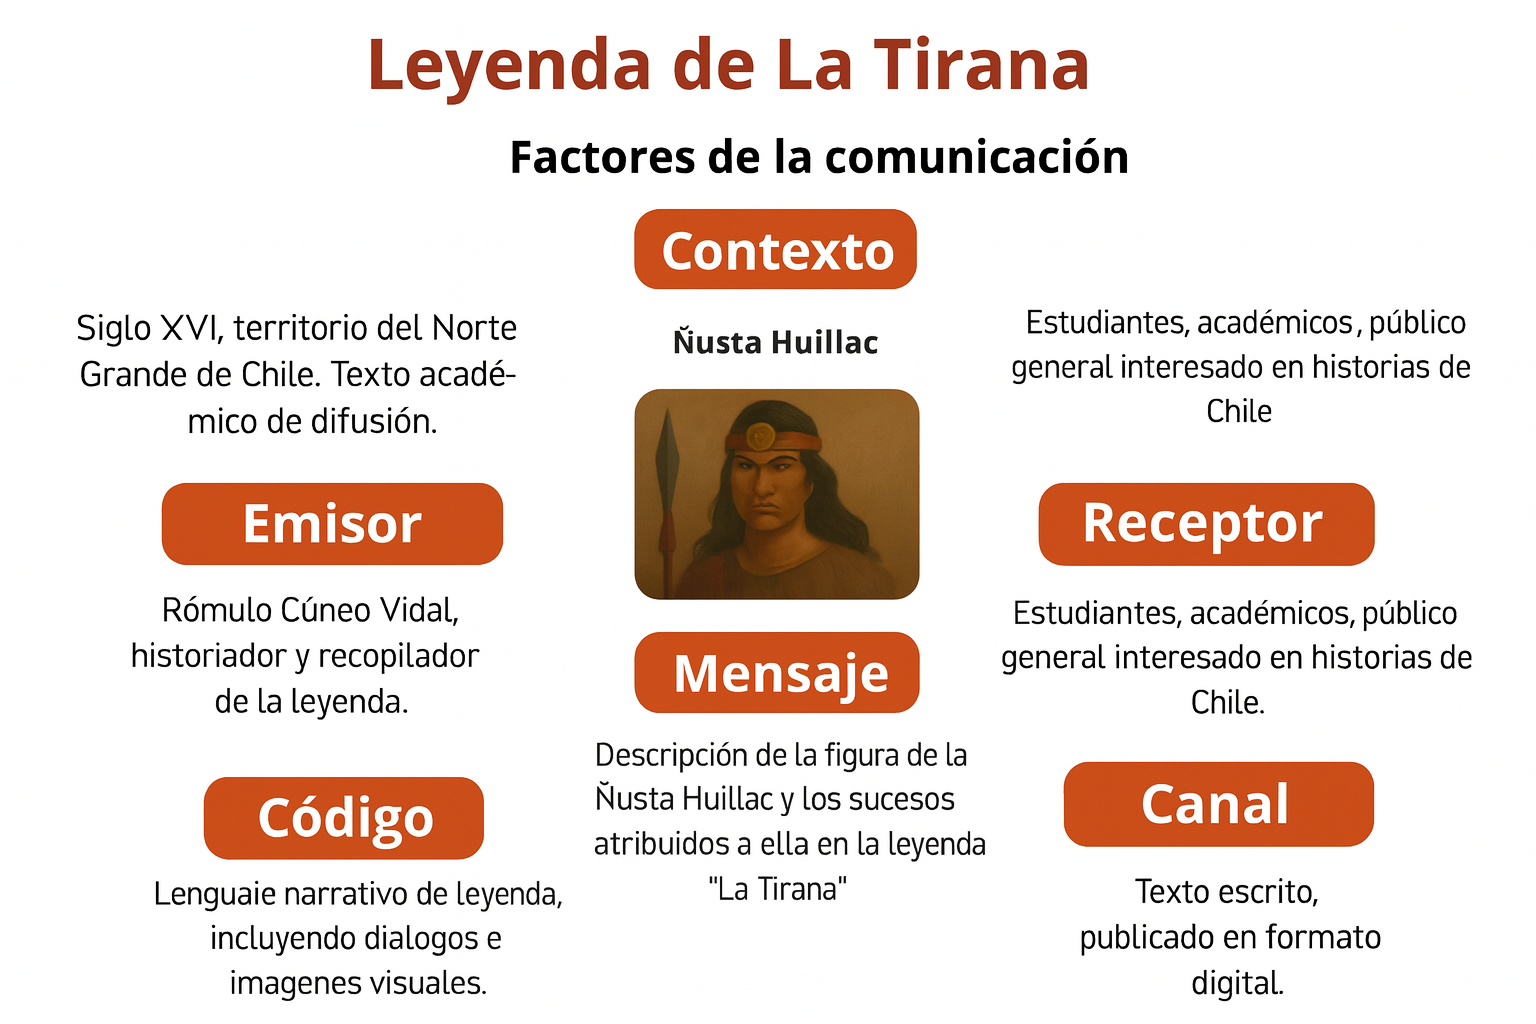 Leyenda de La Tirana
Factores de la comunicación
Contexto
Siglo XVI, territorio del Norte
Grande de Chile. Texto acadé-
mico de difusión.
N̆usta Huillac
Estudiantes, académicos, público
general interesado en historias de
Chile
Emisor
Rómulo Cúneo Vidal,
historiador y recopilador
de la leyenda.
Receptor
Estudiantes, académicos, público
general interesado en historias de
Chile.
Mensaje
Descripción de la figura de la
N̆usta Huillac y los sucesos
atribuidos a ella en la leyenda
"La Tirana"
Código
Lenguaie narrativo de leyenda,
incluyendo dialogos e
imagenes visuales.
Canal
Texto escrito,
publicado en formato
digital.